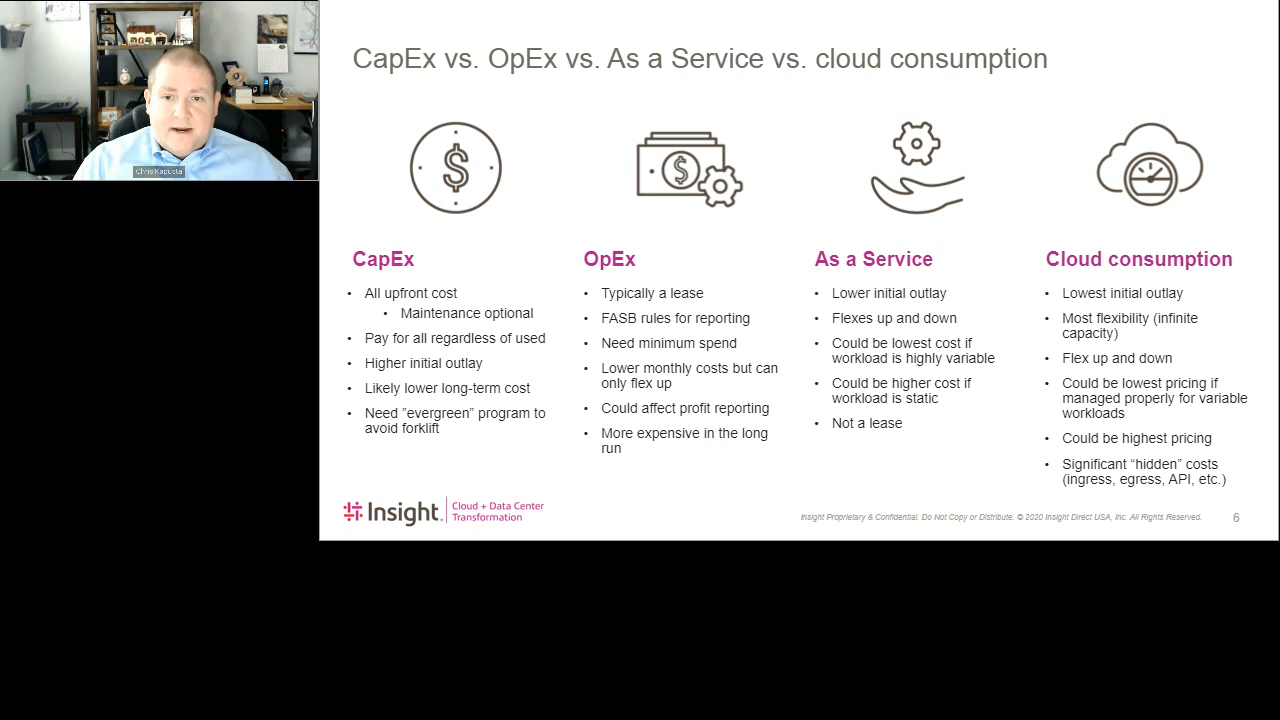 Chris Kapusta
CapEx vs. OpEx vs. As a Service vs. cloud consumption
CapEx
• All upfront cost
• Maintenance optional
• Pay for all regardless of used
• Higher initial outlay
• Likely lower long-term cost
• Need ”evergreen” program to
avoid forklift
OpEx
• Typically a lease
• FASB rules for reporting
• Need minimum spend
• Lower monthly costs but can
only flex up
• Could affect profit reporting
• More expensive in the long
run
As a Service
• Lower initial outlay
• Flexes up and down
• Could be lowest cost if
workload is highly variable
• Could be higher cost if
workload is static
• Not a lease
Cloud consumption
• Lowest initial outlay
• Most flexibility (infinite
capacity)
• Flex up and down
• Could be lowest pricing if
managed properly for variable
workloads
• Could be highest pricing
• Significant “hidden” costs
(ingress, egress, API, etc.)
Insight.
Cloud + Data Center
Transformation
Insight Proprietary & Confidential. Do Not Copy or Distribute. © 2020 Insight Direct USA, Inc. All Rights Reserved.
6